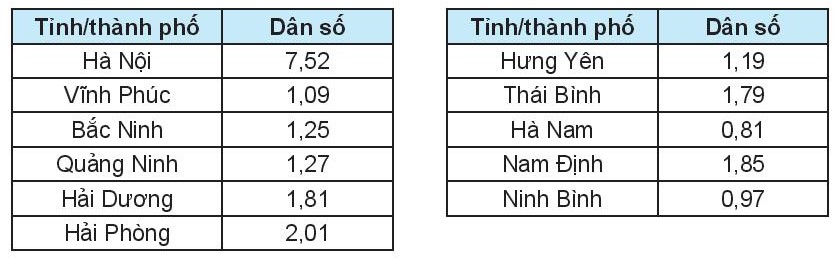 Tỉnh/thành phố Dân số
Hà Nội 7,52
Vĩnh Phúc 1,09
Bắc Ninh 1,25
Quảng Ninh 1,27
Hải Dương 1,81
Hải Phòng 2,01
Tỉnh/thành phố Dân số
Hưng Yên 1,19
Thái Bình 1,79
Hà Nam 0,81
Nam Định 1,85
Ninh Bình 0,97